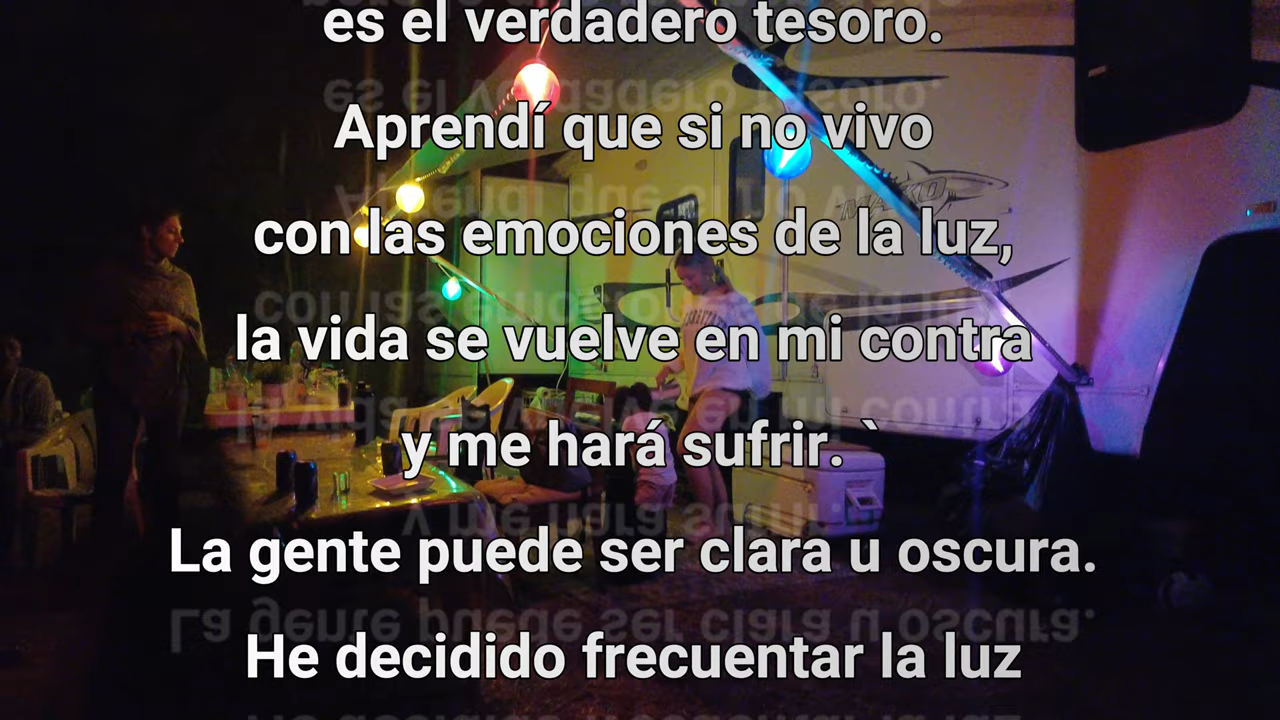 es el verdadero tesoro.
Aprendí que si no vivo
con las emociones de la luz,
la vida se vuelve en mi contra
y me hará sufrir. `
La gente puede ser clara u oscura.
He decidido frecuentar la luz
MAKO